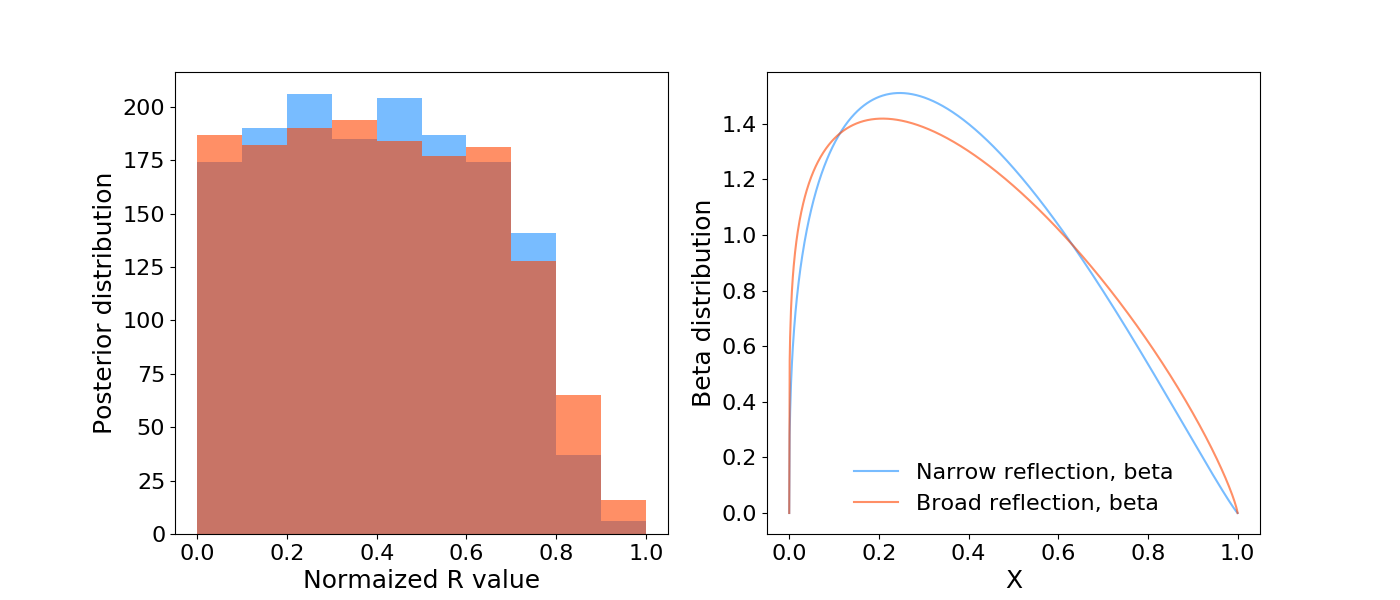 Posterior distribution
200
175
150
125
100
75
50
25
0
0.0 0.2 0.4 0.6 0.8 1.0
Normaized R value
Beta distribution
1.4
1.2
1.0
0.8
0.6
0.4
0.2
0.0
Narrow reflection, beta
Broad reflection, beta
0.0 0.2 0.4 0.6 0.8 1.0
X